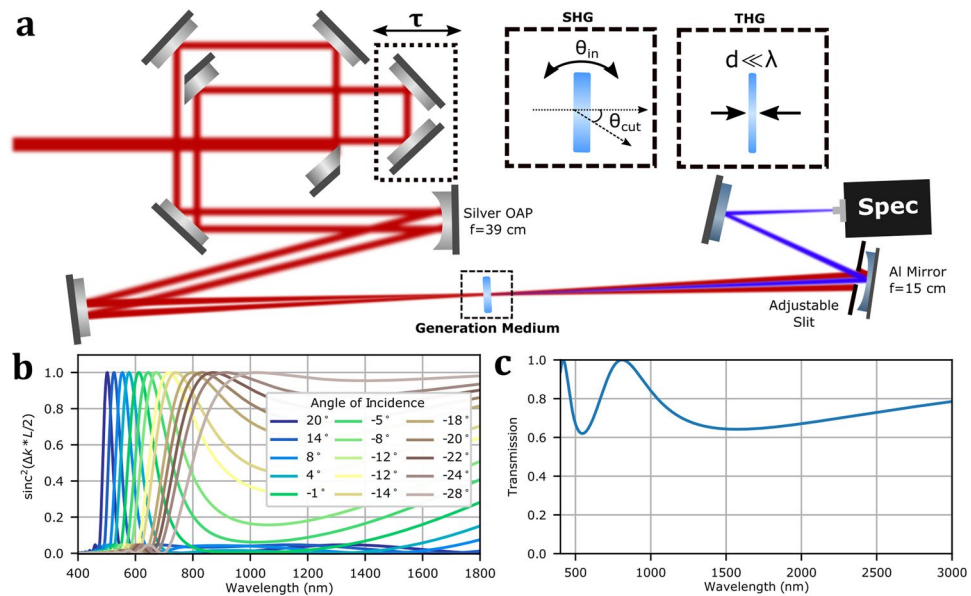 a
τ
SHG
θin
θcut
THG
d≪λ
Silver OAP
f=39 cm
Spec
Al Mirror
f=15 cm
Adjustable
Slit
Generation Medium
b
sinc²(Δk*L/2)
1.0
0.8
0.6
0.4
0.2
0.0
400 600 800 1000 1200 1400 1600 1800
Wavelength (nm)
Angle of Incidence
20° -5° -18°
14° -8° -20°
8° -12° -22°
4° -12° -24°
-1° -14° -28°
c
Transmission
1.0
0.8
0.6
0.4
0.2
0.0
500 1000 1500 2000 2500 3000
Wavelength (nm)